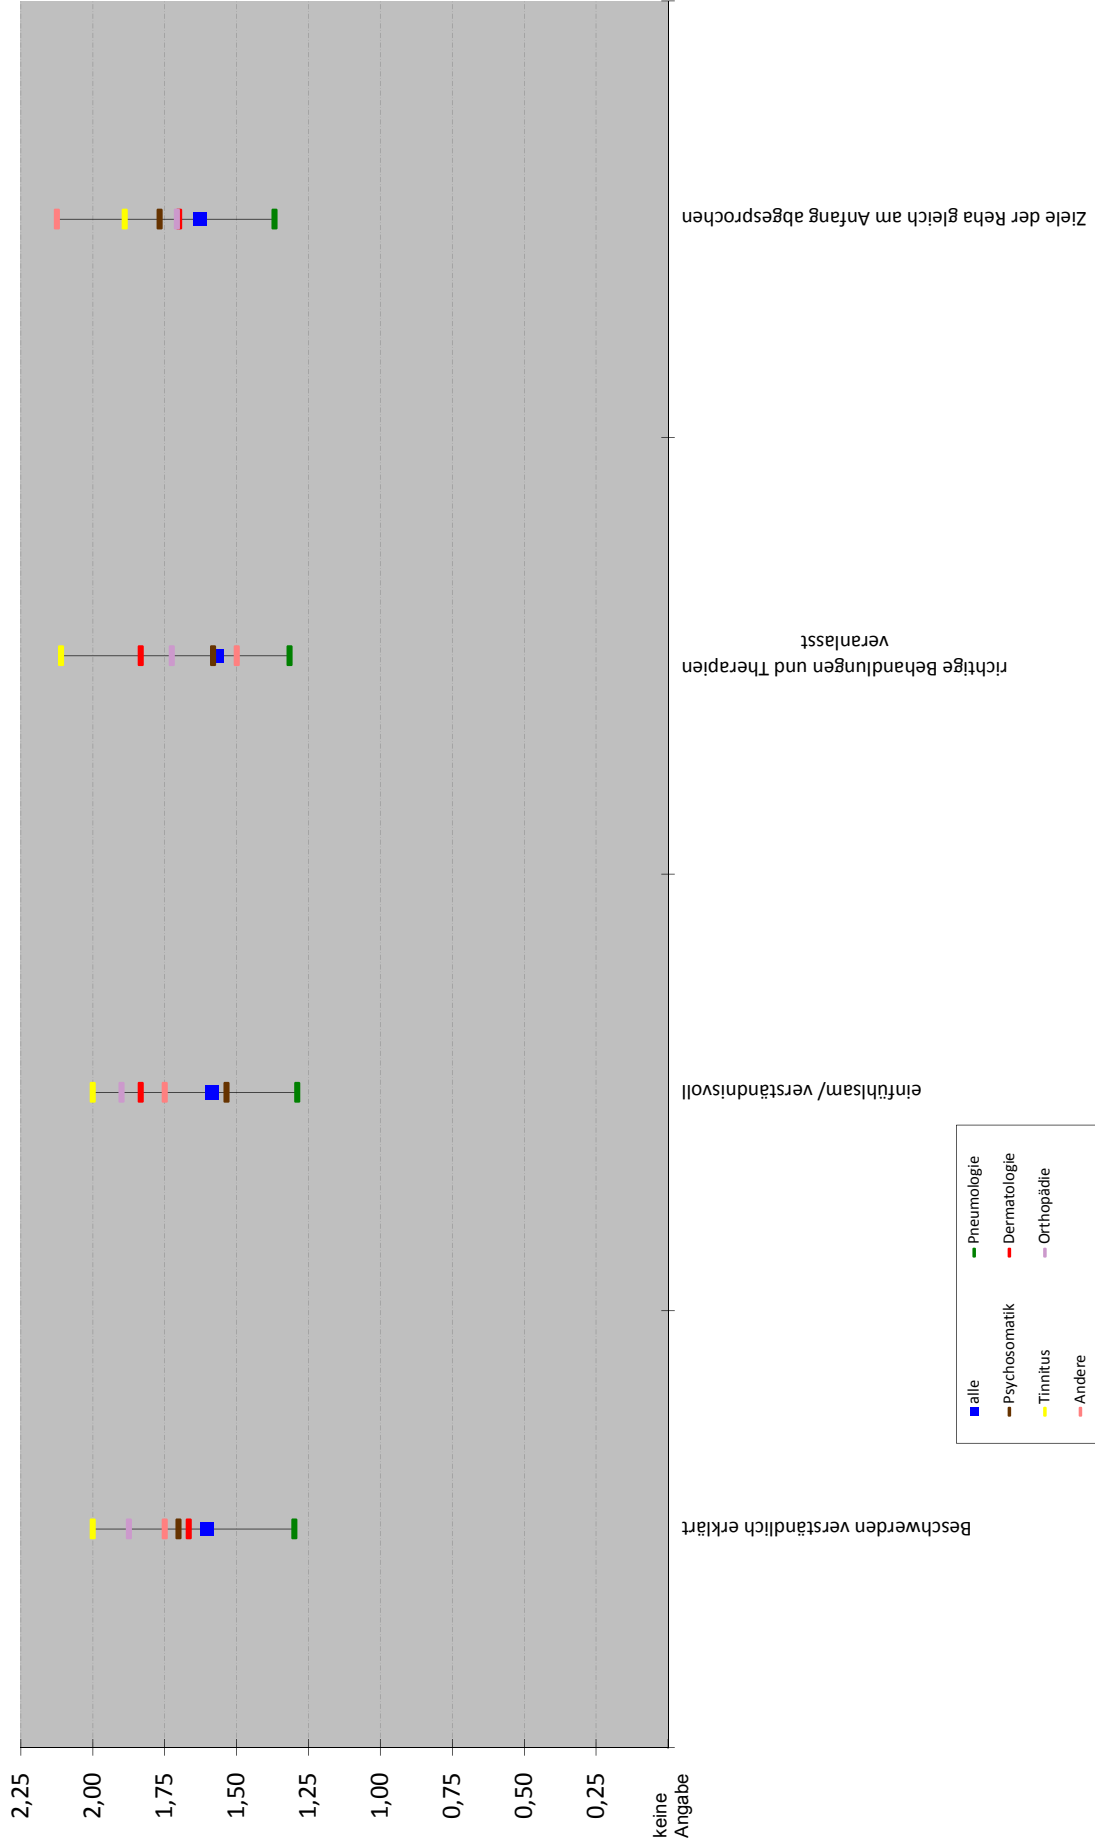 2,25
2,00
1,75
1,50
1,25
1,00
0,75
0,50
0,25
keine
Angabe
Beschwerden verständlich erklärt
einfühlsam/ verständnisvoll
richtige Behandlungen und Therapien
veranlasst
Ziele der Reha gleich am Anfang abgesprochen
alle
Pneumologie
Psychosomatik
Dermatologie
Tinnitus
Orthopädie
Andere